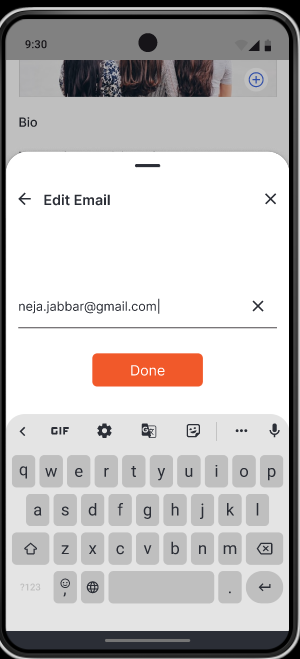 9:30
Bio
Edit Email
neja.jabbar@gmail.com
Done
GIF
q w e r t y u i o p
a s d f g h j k l
z x c v b n m
?123 , .